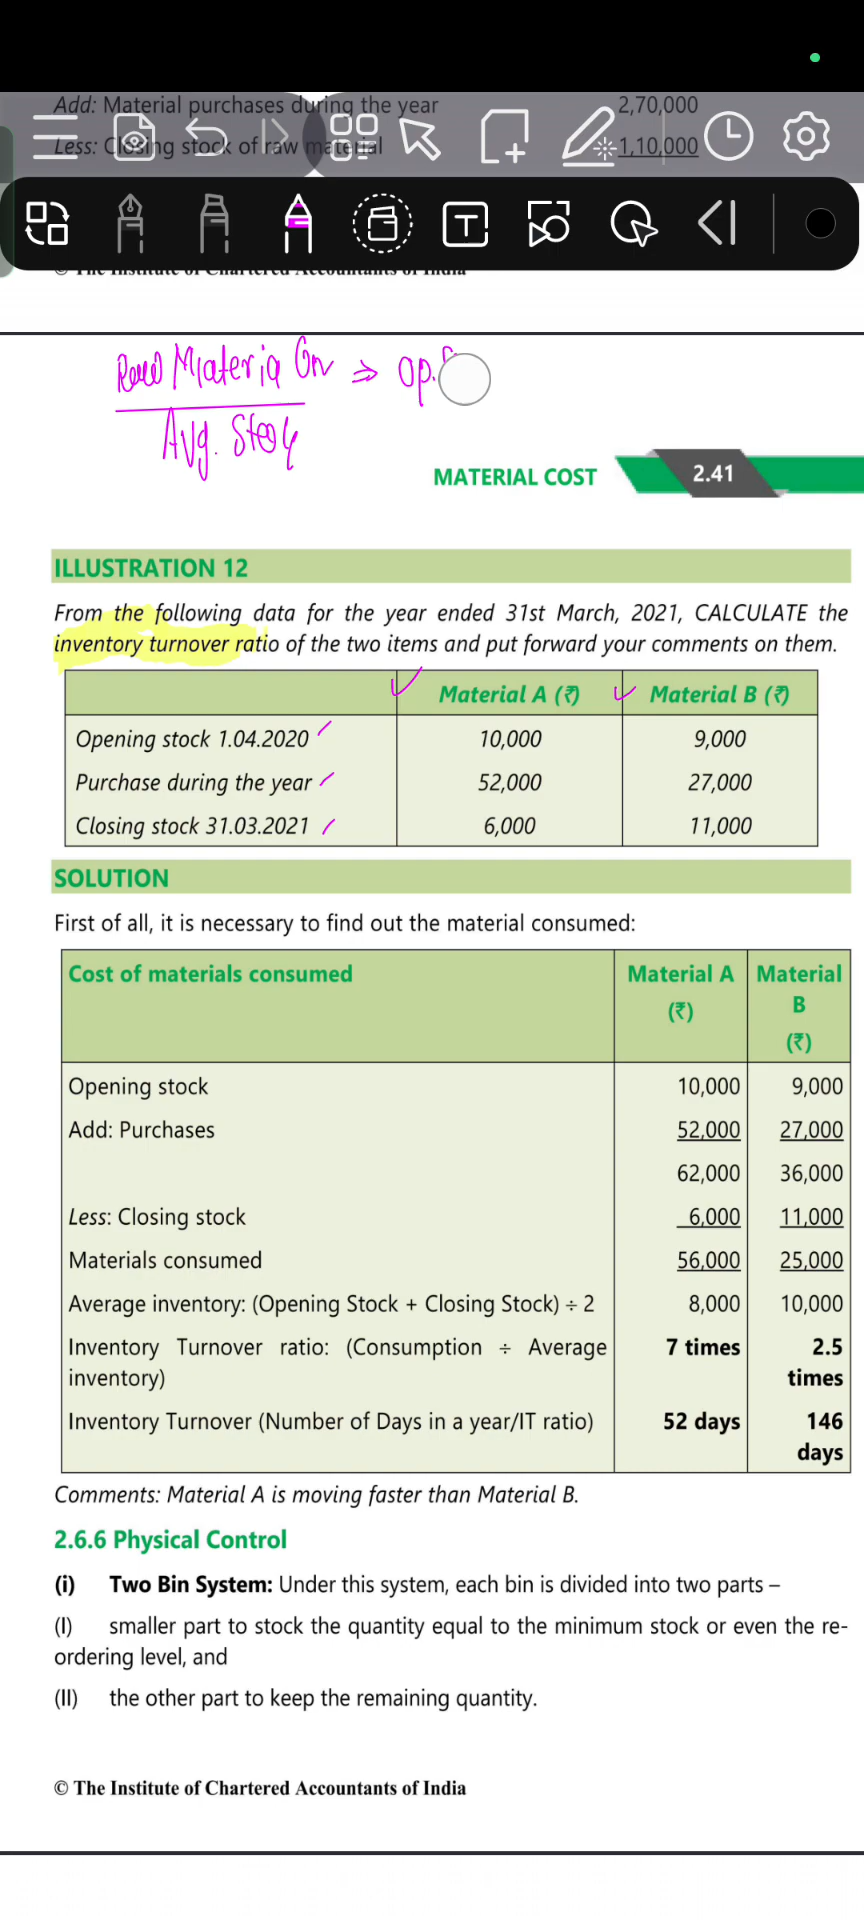 Add: Material purchases during the year 2,70,000
Less: Closing stock of raw material 1,10,000
T
© The Institute of Chartered Accountants of India
Materia
Avg.
⇒ op.
MATERIAL COST 2.41
ILLUSTRATION 12
From the following data for the year ended 31st March, 2021, CALCULATE the
inventory turnover ratio of the two items and put forward your comments on them.
Material A (₹) Material B (₹)
Opening stock 1.04.2020 10,000 9,000
Purchase during the year 52,000 27,000
Closing stock 31.03.2021 6,000 11,000
SOLUTION
First of all, it is necessary to find out the material consumed:
Cost of materials consumed Material A Material
(₹) B
(₹)
Opening stock 10,000 9,000
Add: Purchases 52,000 27,000
62,000 36,000
Less: Closing stock 6,000 11,000
Materials consumed 56,000 25,000
Average inventory: (Opening Stock + Closing Stock) ÷ 2 8,000 10,000
Inventory Turnover ratio: (Consumption ÷ Average 7 times 2.5
inventory) times
Inventory Turnover (Number of Days in a year/IT ratio) 52 days 146
days
Comments: Material A is moving faster than Material B.
2.6.6 Physical Control
(i) Two Bin System: Under this system, each bin is divided into two parts –
(I) smaller part to stock the quantity equal to the minimum stock or even the re-
ordering level, and
(II) the other part to keep the remaining quantity.
© The Institute of Chartered Accountants of India